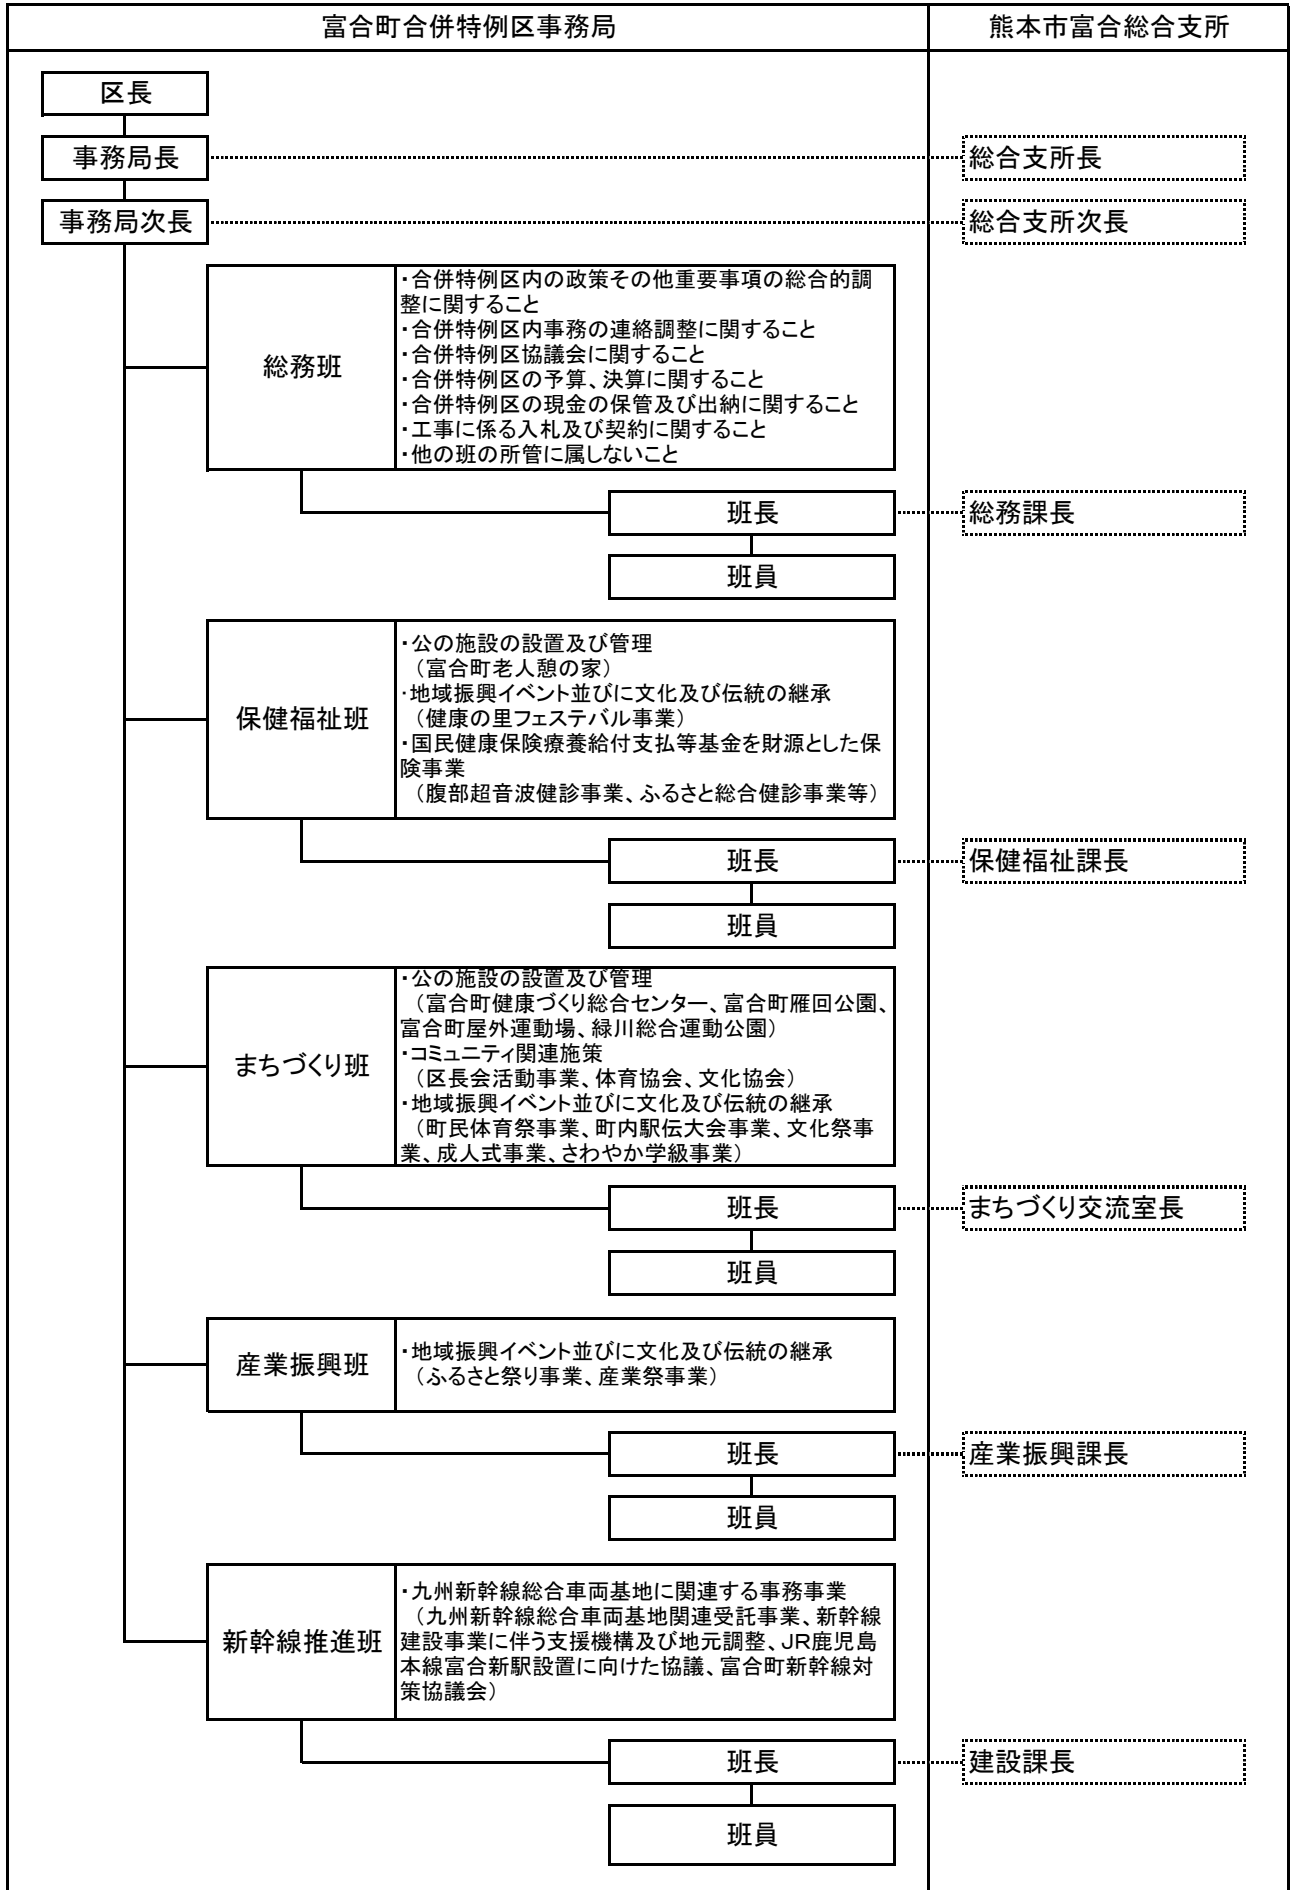 富合町合併特例区事務局
熊本市富合総合支所
区長
事務局長
総合支所長
事務局次長
総合支所次長
総務班
・合併特例区内の政策その他重要事項の総合的調
整に関すること
・合併特例区内事務の連絡調整に関すること
・合併特例区協議会に関すること
・合併特例区の予算、決算に関すること
・合併特例区の現金の保管及び出納に関すること
・工事に係る入札及び契約に関すること
・他の班の所管に属しないこと
班長
総務課長
班員
保健福祉班
・公の施設の設置及び管理
（富合町老人憩の家）
・地域振興イベント並びに文化及び伝統の継承
（健康の里フェステバル事業）
・国民健康保険療養給付支払等基金を財源とした保
険事業
（腹部超音波健診事業、ふるさと総合健診事業等）
班長
保健福祉課長
班員
まちづくり班
・公の施設の設置及び管理
（富合町健康づくり総合センター、富合町雁回公園、
富合町屋外運動場、緑川総合運動公園）
・コミュニティ関連施策
（区長会活動事業、体育協会、文化協会）
・地域振興イベント並びに文化及び伝統の継承
（町民体育祭事業、町内駅伝大会事業、文化祭事
業、成人式事業、さわやか学級事業）
班長
まちづくり交流室長
班員
産業振興班
・地域振興イベント並びに文化及び伝統の継承
（ふるさと祭り事業、産業祭事業）
班長
産業振興課長
班員
新幹線推進班
・九州新幹線総合車両基地に関連する事務事業
（九州新幹線総合車両基地関連受託事業、新幹線
建設事業に伴う支援機構及び地元調整、JR鹿児島
本線富合新駅設置に向けた協議、富合町新幹線対
策協議会）
班長
建設課長
班員